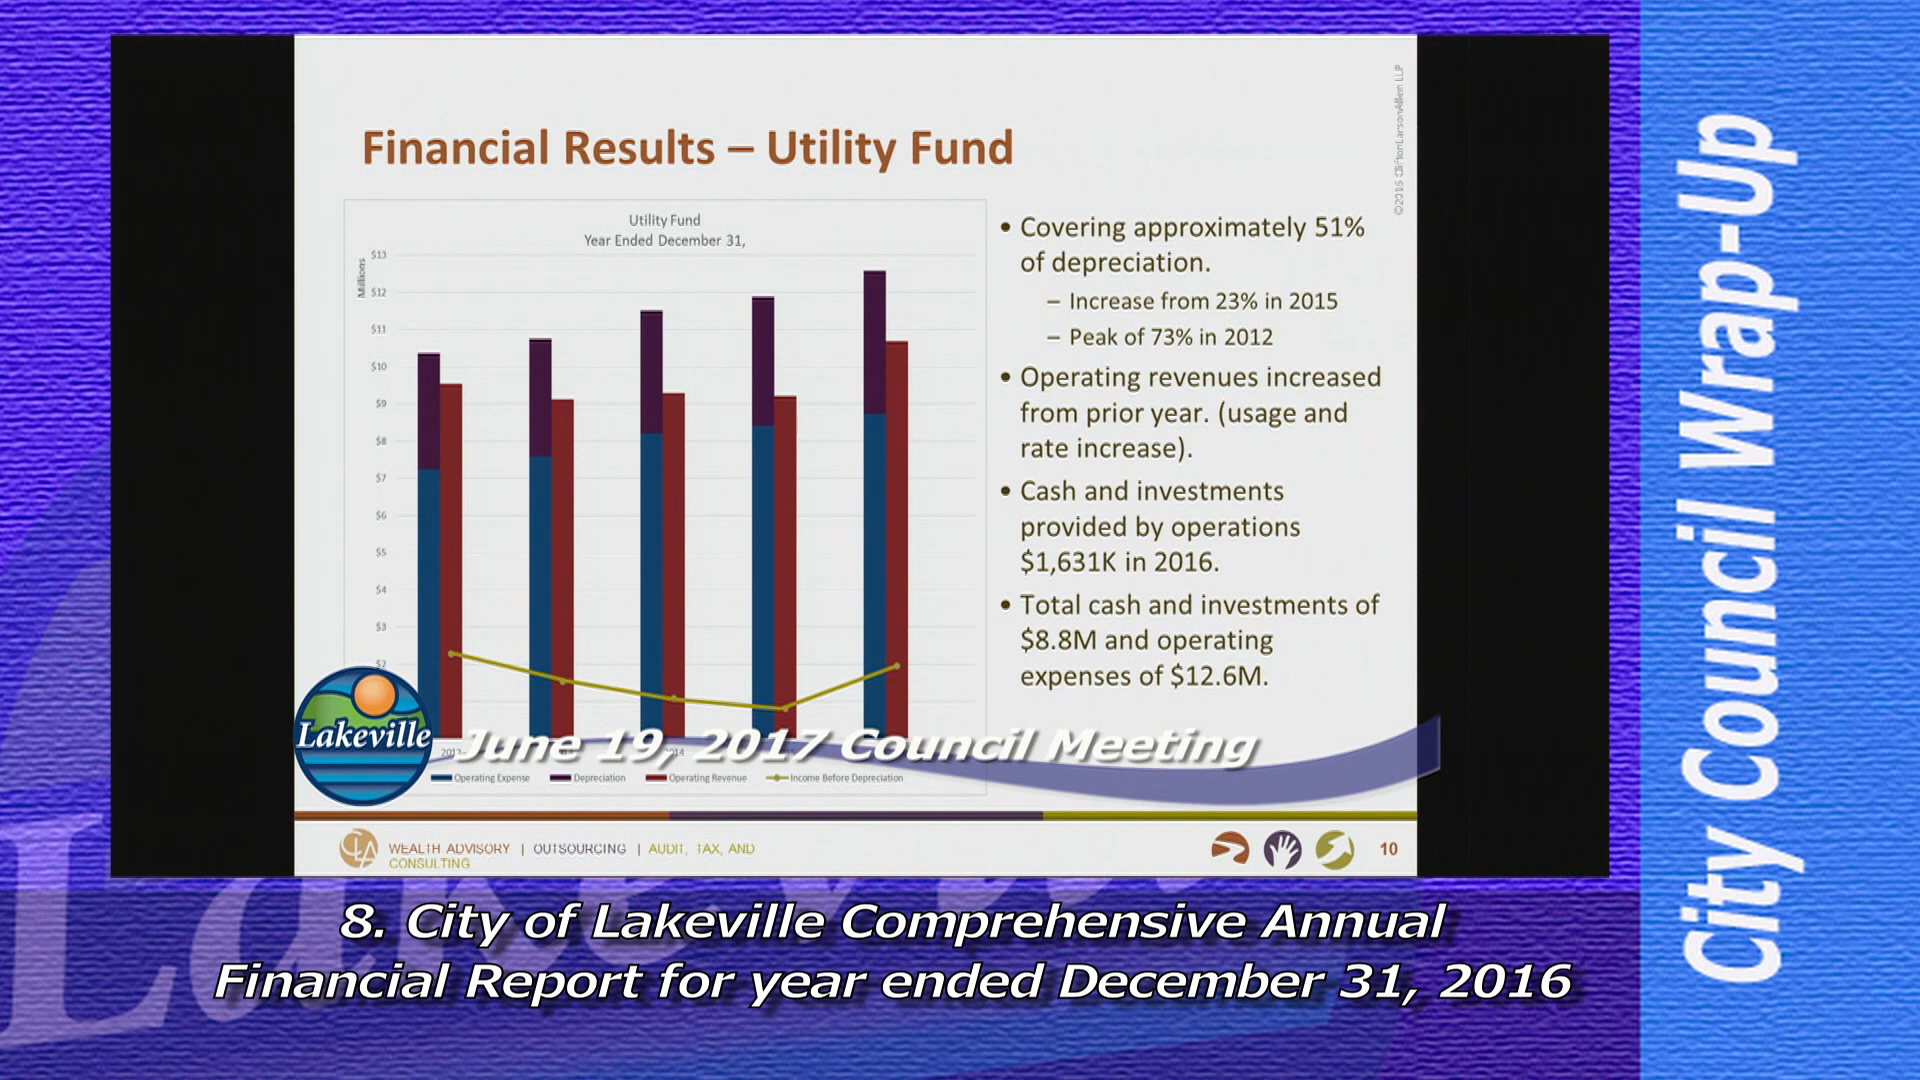 Financial Results – Utility Fund
©2016 CliftonLarsonAllen LLP
Utility Fund
Year Ended December 31,
Millions
$13
$12
$11
$10
$9
$8
$7
$6
$5
$4
$3
$2
Operating Expense
Depreciation
Operating Revenue
Income Before Depreciation
• Covering approximately 51%
of depreciation.
– Increase from 23% in 2015
– Peak of 73% in 2012
• Operating revenues increased
from prior year. (usage and
rate increase).
• Cash and investments
provided by operations
$1,631K in 2016.
• Total cash and investments of
$8.8M and operating
expenses of $12.6M.
Lakeville
June 19, 2017 Council Meeting
CLA
WEALTH ADVISORY | OUTSOURCING | AUDIT, TAX, AND
CONSULTING
10
8. City of Lakeville Comprehensive Annual
Financial Report for year ended December 31, 2016
City Council Wrap-Up